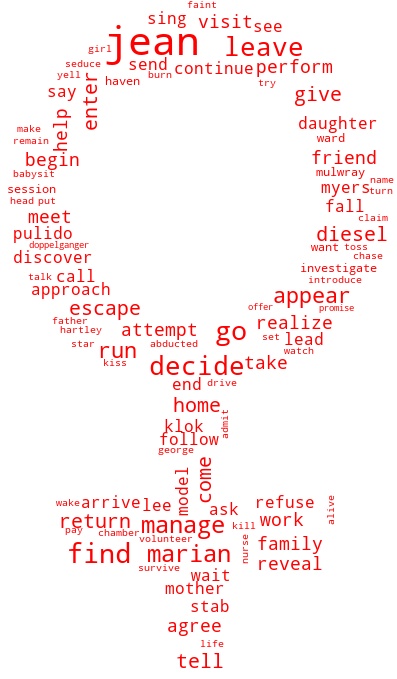 faint
sing visit see
jean
girl leave
seduce send continue perform
yell burn
haven try
say enter give
help daughter
make ward
remain
begin friend
babysit mulwray name
session myers turn
head put fall
meet claim
pulido diesel
doppelganger want toss
discover chase
talk call investigate
approach introduce
appear
escape offer promise
father
hartley attempt go realize
star abducted set lead
run watch
kiss decide take
end drive
home
klok admit
follow
george
come
model
wake arrive lee ask refuse alive
return manage work
pay chamber kill
volunteer nurse family
find marian
survive reveal
wait
mother
stab
agree
life
tell